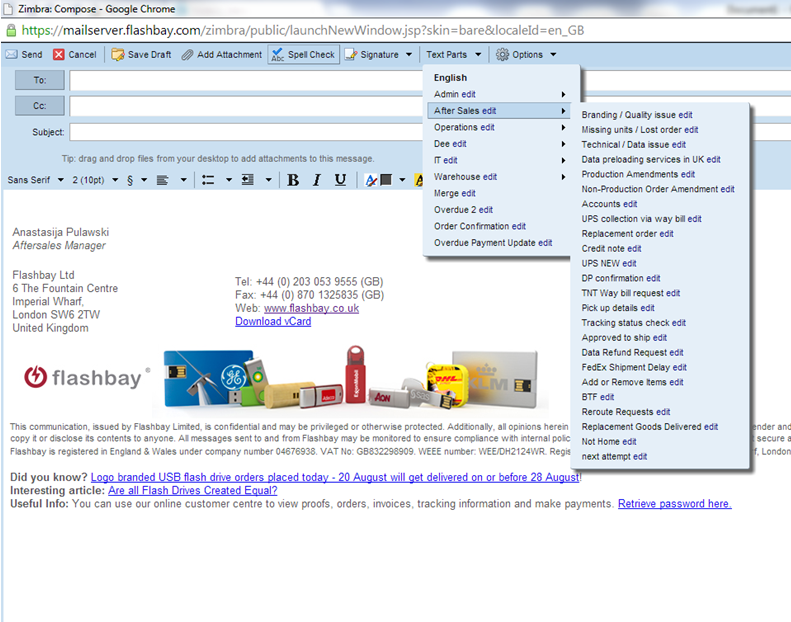 Zimbra: Compose - Google Chrome
https://mailserver.flashbay.com/zimbra/public/launchNewWindow.jsp?skin=bare&localeId=en_GB
Send Cancel Save Draft Add Attachment Spell Check Signature Text Parts Options
To:
Cc:
Subject:
Tip: drag and drop files from your desktop to add attachments to this message.
Sans Serif 2 (10pt) § B I U
English
Admin edit
After Sales edit
Operations edit
Dee edit
IT edit
Warehouse edit
Merge edit
Overdue 2 edit
Order Confirmation edit
Overdue Payment Update edit
Branding / Quality issue edit
Missing units / Lost order edit
Technical / Data issue edit
Data preloading services in UK edit
Production Amendments edit
Non-Production Order Amendment edit
Accounts edit
UPS collection via way bill edit
Replacement order edit
Credit note edit
UPS NEW edit
DP confirmation edit
TNT Way bill request edit
Pick up details edit
Tracking status check edit
Approved to ship edit
Data Refund Request edit
FedEx Shipment Delay edit
Add or Remove Items edit
BTF edit
Reroute Requests edit
Replacement Goods Delivered edit
Not Home edit
next attempt edit
Anastasija Pulawski
Aftersales Manager
Flashbay Ltd
6 The Fountain Centre
Imperial Wharf,
London SW6 2TW
United Kingdom
Tel: +44 (0) 203 053 9555 (GB)
Fax: +44 (0) 870 1325835 (GB)
Web: www.flashbay.co.uk
Download vCard
flashbay®
GE
Adecco
ExxonMobil
AON
DHL
KLM
This communication, issued by Flashbay Limited, is confidential and may be privileged or otherwise protected. Additionally, all opinions herein ender and
copy it or disclose its contents to anyone. All messages sent to and from Flashbay may be monitored to ensure compliance with internal polic t secure a
Flashbay is registered in England & Wales under company number 04676938. VAT No: GB832298909. WEEE number: WEE/DH2124WR. Regis , London
Did you know? Logo branded USB flash drive orders placed today - 20 August will get delivered on or before 28 August!
Interesting article: Are all Flash Drives Created Equal?
Useful Info: You can use our online customer centre to view proofs, orders, invoices, tracking information and make payments. Retrieve password here.